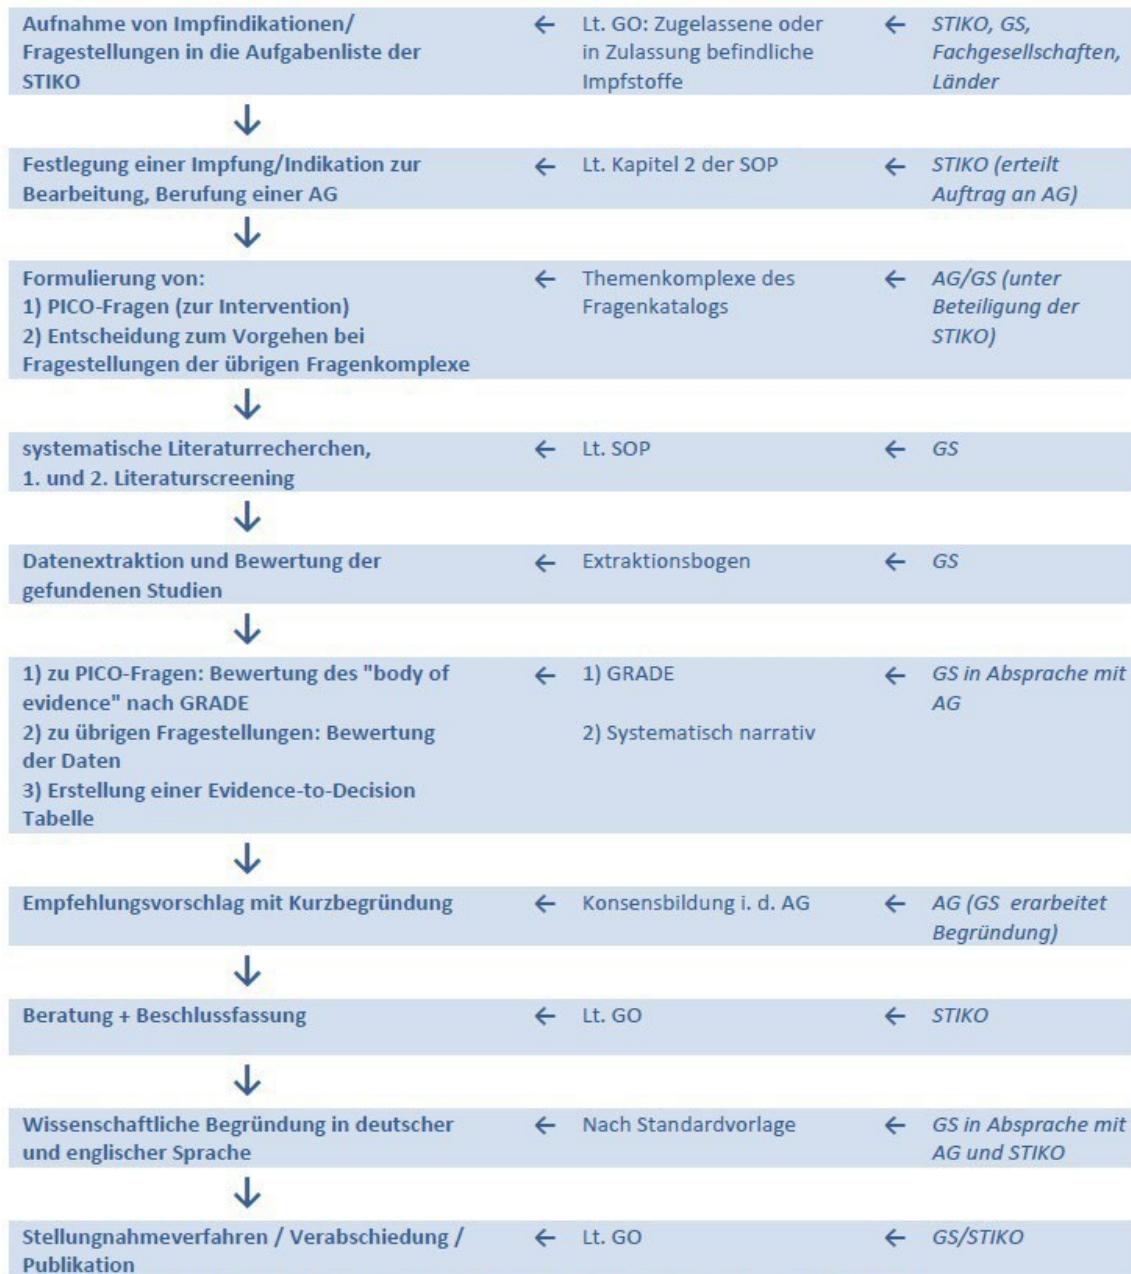 Aufnahme von Impfindikationen/
Fragestellungen in die Aufgabenliste der
STIKO
← Lt. GO: Zugelassene oder
in Zulassung befindliche
Impfstoffe
← STIKO, GS,
Fachgesellschaften,
Länder
↓
Festlegung einer Impfung/Indikation zur
Bearbeitung, Berufung einer AG
← Lt. Kapitel 2 der SOP
← STIKO (erteilt
Auftrag an AG)
↓
Formulierung von:
1) PICO-Fragen (zur Intervention)
2) Entscheidung zum Vorgehen bei
Fragestellungen der übrigen Fragenkomplexe
← Themenkomplexe des
Fragenkatalogs
← AG/GS (unter
Beteiligung der
STIKO)
↓
systematische Literaturrecherchen,
1. und 2. Literaturscreening
← Lt. SOP
← GS
↓
Datenextraktion und Bewertung der
gefundenen Studien
← Extraktionsbogen
← GS
↓
1) zu PICO-Fragen: Bewertung des "body of
evidence" nach GRADE
2) zu übrigen Fragestellungen: Bewertung
der Daten
3) Erstellung einer Evidence-to-Decision
Tabelle
← 1) GRADE
2) Systematisch narrativ
← GS in Absprache mit
AG
↓
Empfehlungsvorschlag mit Kurzbegründung
← Konsensbildung i. d. AG
← AG (GS erarbeitet
Begründung)
↓
Beratung + Beschlussfassung
← Lt. GO
← STIKO
↓
Wissenschaftliche Begründung in deutscher
und englischer Sprache
← Nach Standardvorlage
← GS in Absprache mit
AG und STIKO
↓
Stellungnahmeverfahren / Verabschiedung /
Publikation
← Lt. GO
← GS/STIKO